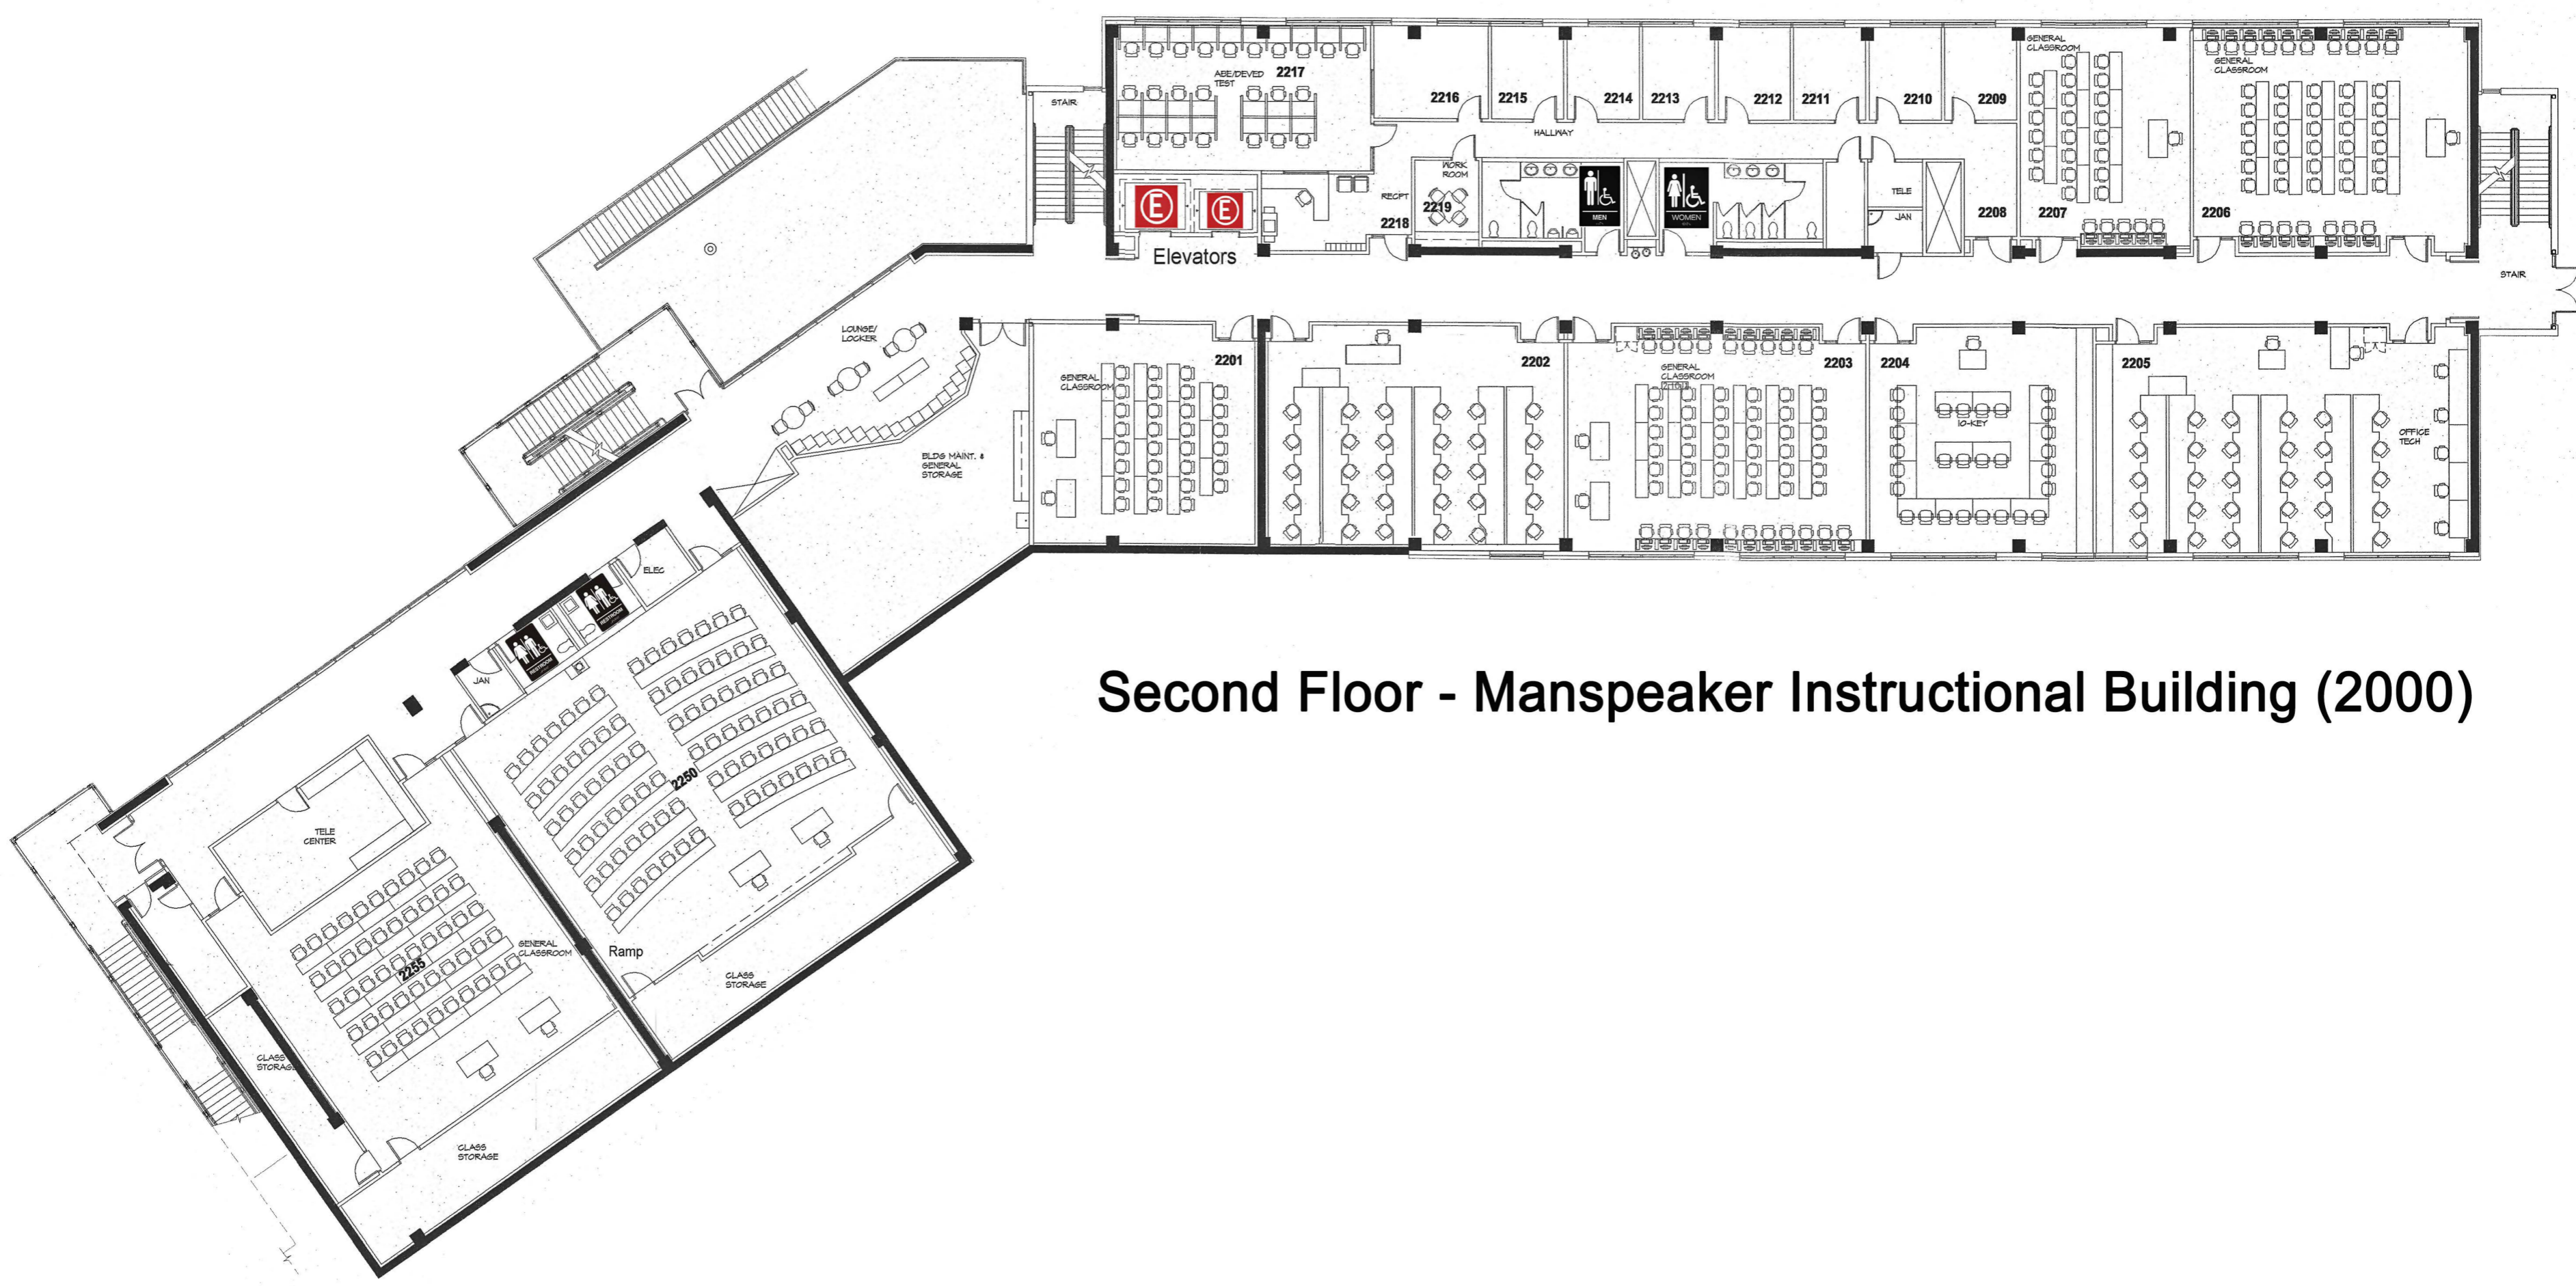 STAIR
ABE/DEVED
TEST
2217
2216
2215
2214
2213
2212
2211
2210
2209
GENERAL
CLASSROOM
GENERAL
CLASSROOM
HALLWAY
WORK
ROOM
E
E
RECPT
2218
2219
MEN
WOMEN
TELE
JAN
2208
2207
2206
Elevators
STAIR
LOUNGE/
LOCKER
2201
GENERAL
CLASSROOM
2202
GENERAL
CLASSROOM
2203
2204
10-KEY
2205
OFFICE
TECH
BLDG MAINT. &
GENERAL
STORAGE
ELEC
RESTROOM
RESTROOM
JAN
Second Floor - Manspeaker Instructional Building (2000)
2250
TELE
CENTER
GENERAL
CLASSROOM
2255
Ramp
CLASS
STORAGE
CLASS
STORAGE
CLASS
STORAGE